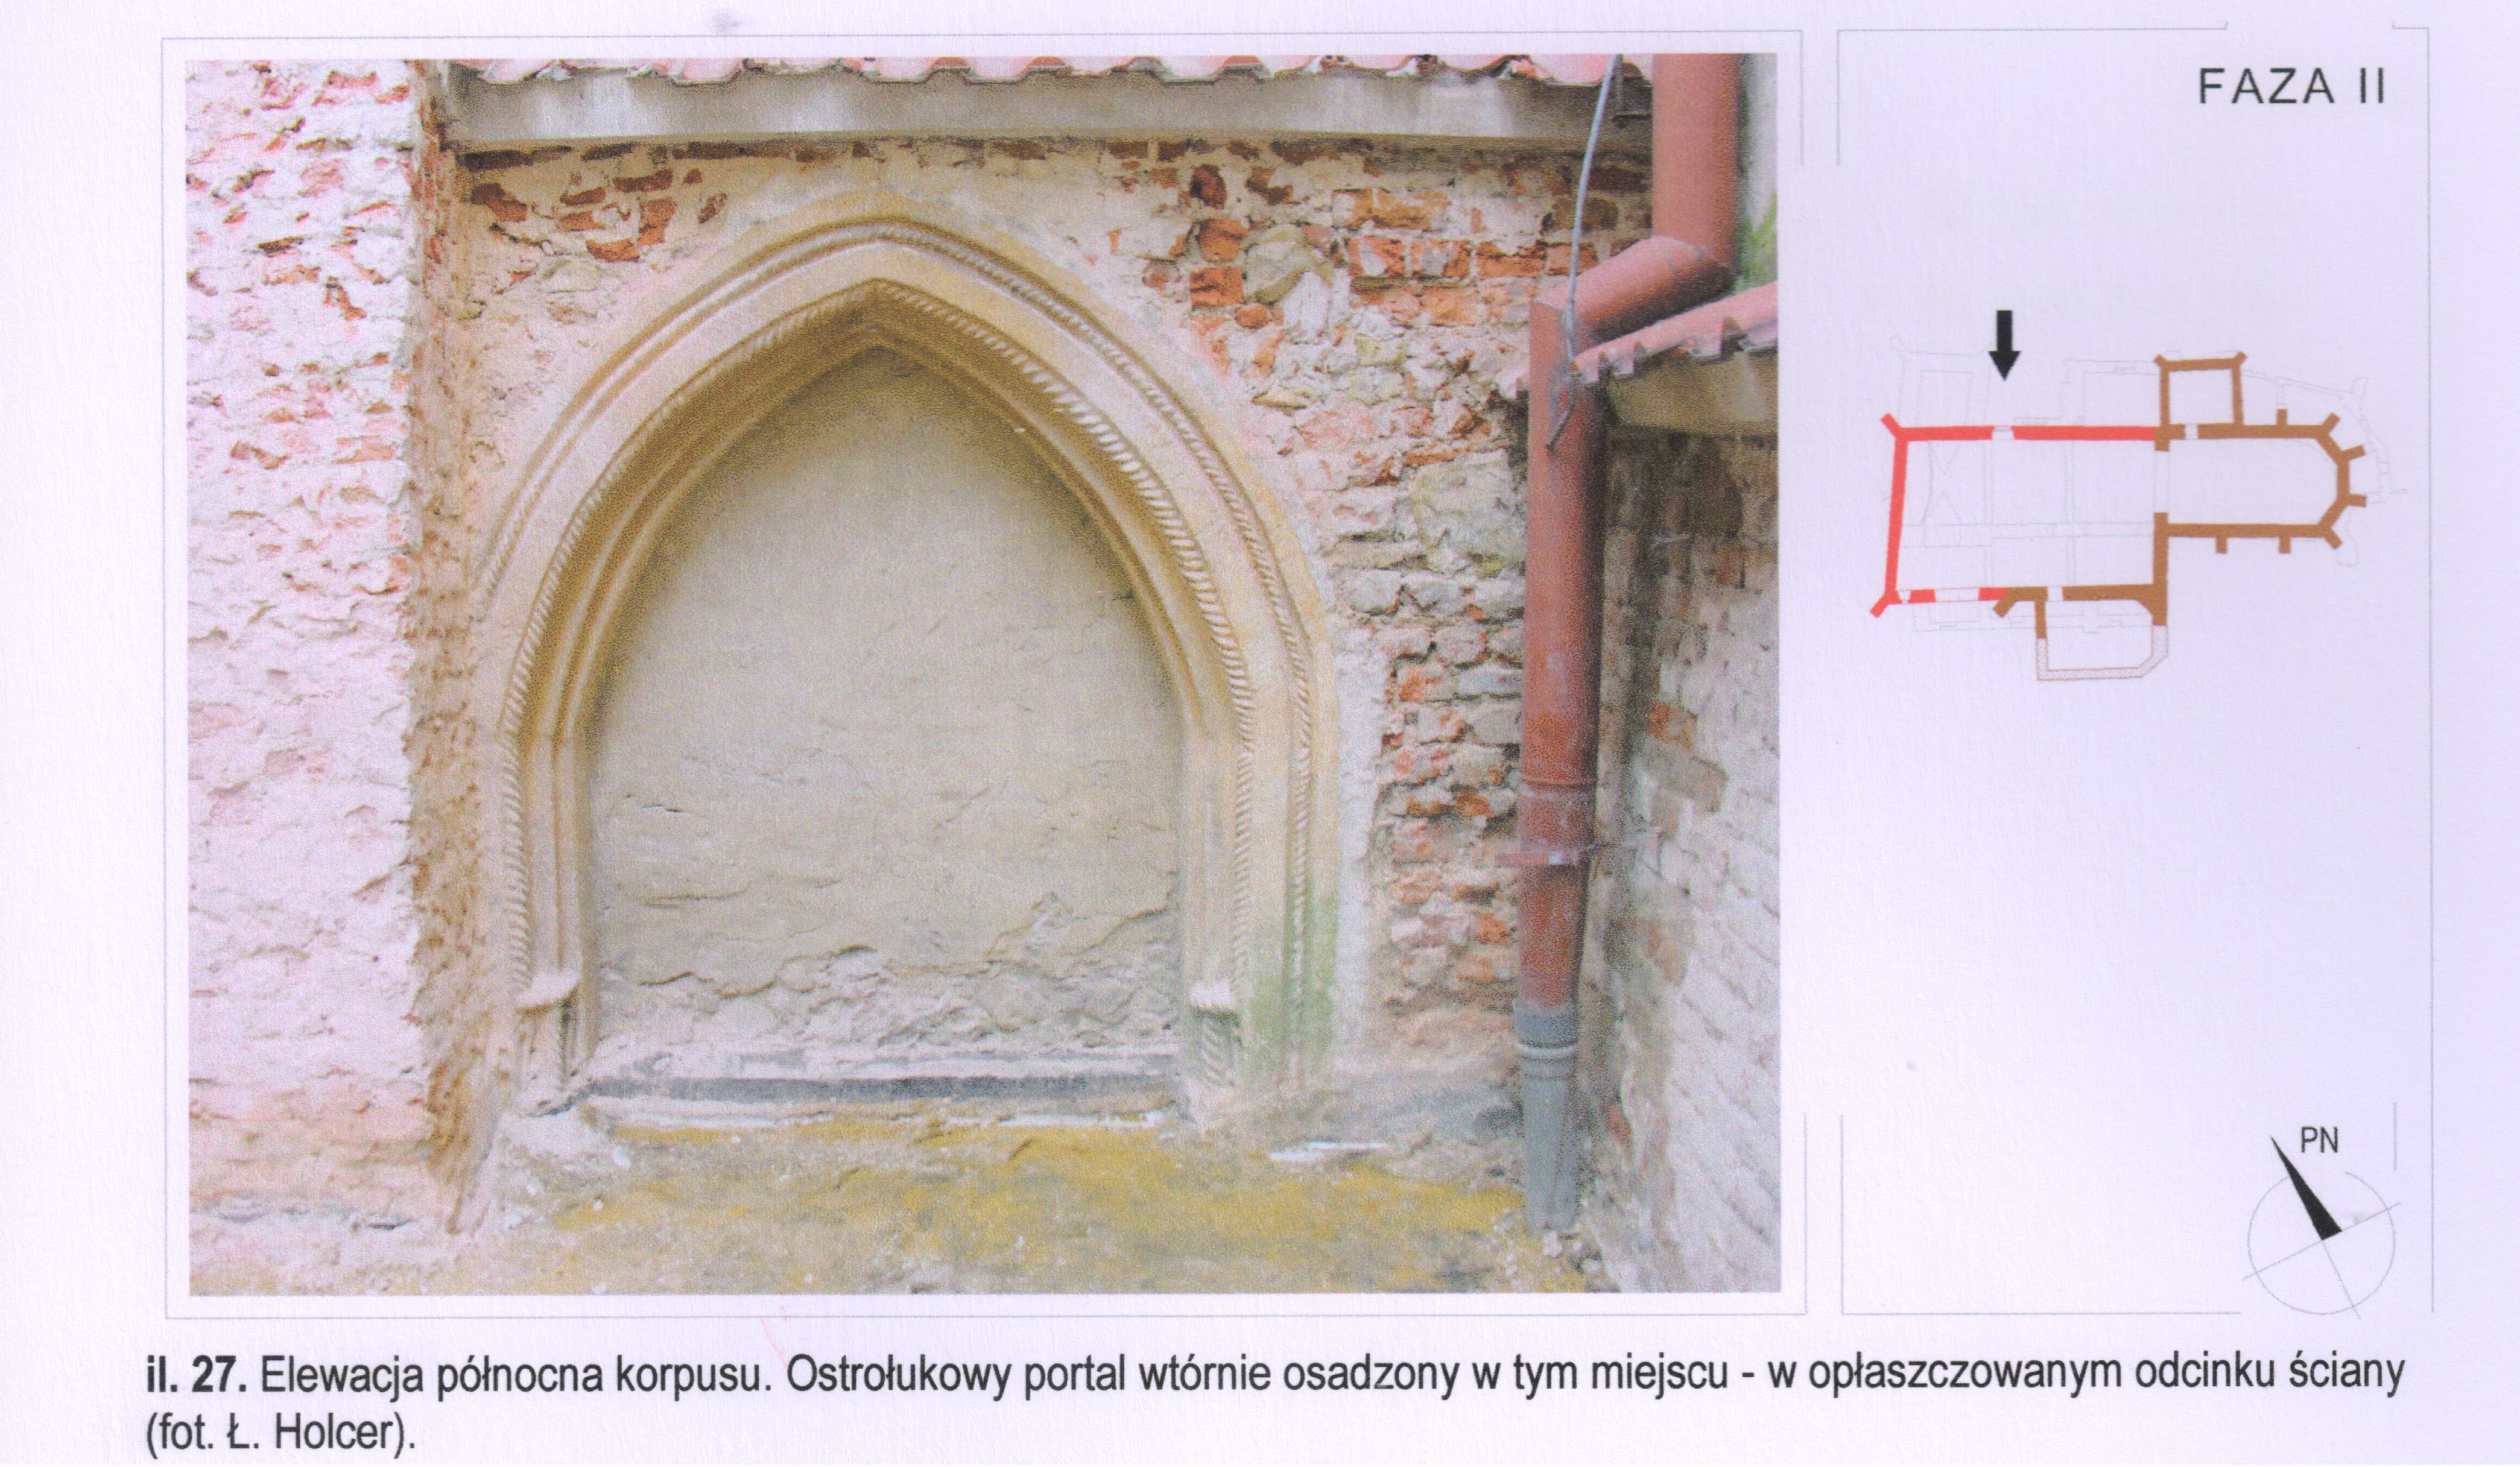 FAZA II
PN
il. 27. Elewacja północna korpusu. Ostrołukowy portal wtórnie osadzony w tym miejscu - w opłaszczowanym odcinku ściany
(fot. Ł. Holcer).